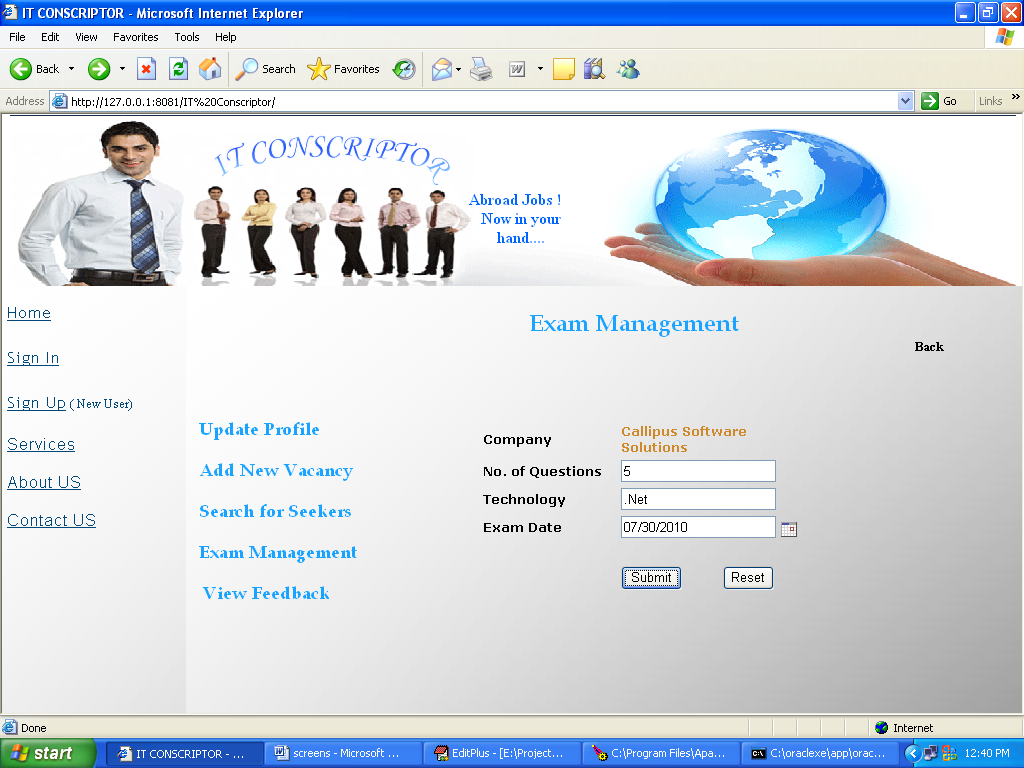 IT CONSCRIPTOR - Microsoft Internet Explorer
File Edit View Favorites Tools Help
Back Search Favorites
Address http://127.0.0.1:8081/IT%20Conscriptor/ Go Links »
IT CONSCRIPTOR
Abroad Jobs !
Now in your
hand....
Home
Sign In
Sign Up ( New User)
Services
About US
Contact US
Exam Management
Back
Update Profile
Add New Vacancy
Search for Seekers
Exam Management
View Feedback
Company Callipus Software
Solutions
No. of Questions 5
Technology .Net
Exam Date 07/30/2010
Submit Reset
Done Internet
start IT CONSCRIPTOR - ... screens - Microsoft ... EditPlus - [E:\Project... C:\Program Files\Apa... C:\oraclexe\app\orac... 12:40 PM